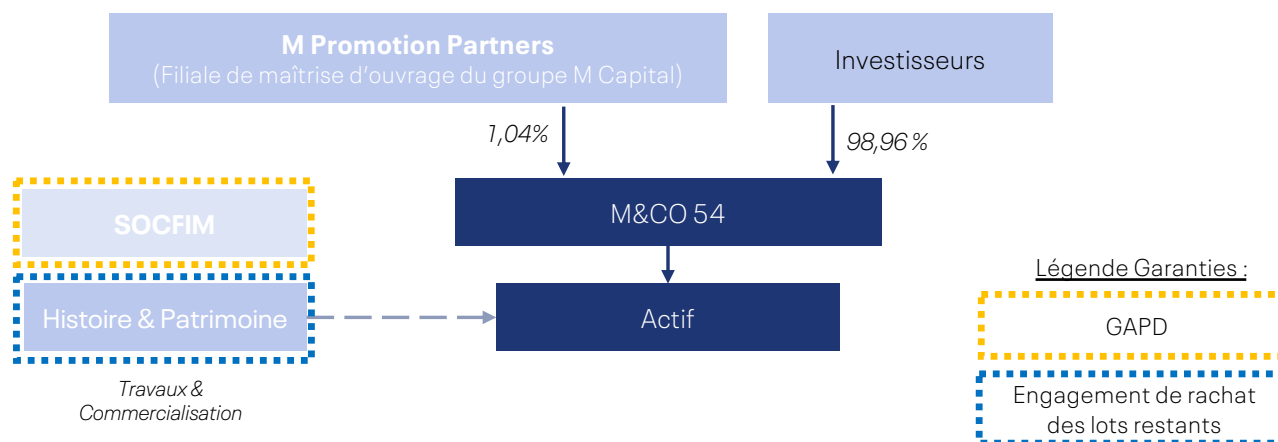 M Promotion Partners
(Filiale de maîtrise d'ouvrage du groupe M Capital)
Investisseurs
1,04%
98,96 %
SOCFIM
M&CO 54
Histoire & Patrimoine
Actif
Travaux &
Commercialisation
Légende Garanties :
GAPD
Engagement de rachat
des lots restants